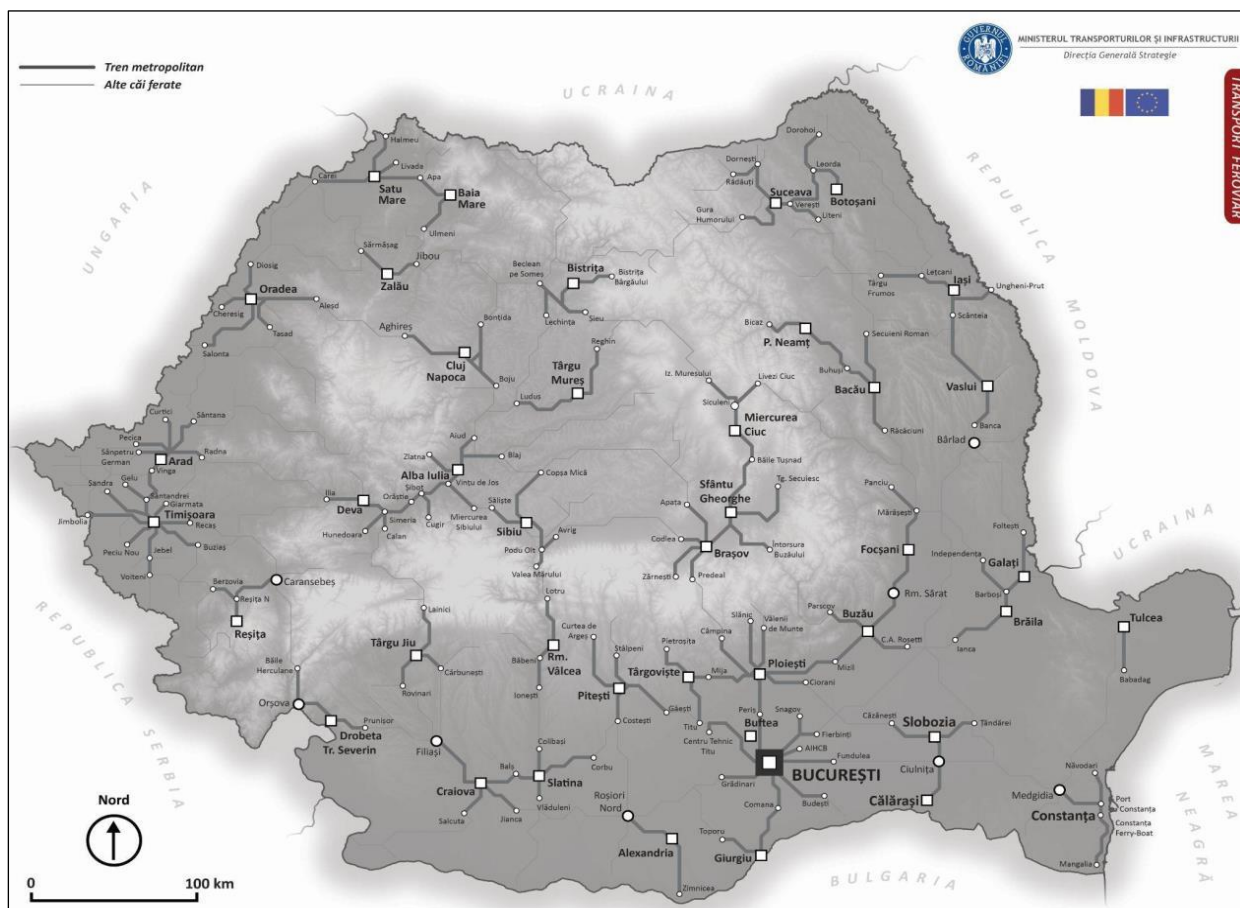 GUVERNUL ROMÂNIEI
MINISTERUL TRANSPORTURILOR ȘI INFRASTRUCTURII
Direcția Generală Strategie
TRANSPORT FEROVIAR
Tren metropolitan
Alte căi ferate
UCRAINA
UNGARIA
REPUBLICA
MOLDOVA
Halmeu
Livada
Carei
Apa
Satu
Mare
Baia
Mare
Ulmeni
Sărmășag
Jibou
Zalău
Dorohoi
Dornești
Rădăuți
Leorda
Suceava
Verești
Botoșani
Gura
Humorului
Liteni
Diosig
Oradea
Cheresig
Aleșd
Tasad
Salonta
Beclean
pe Someș
Bistrița
Bistrița
Bârgăului
Lechința
Sieu
Aghireș
Bonțida
Cluj
Napoca
Boju
Reghin
Târgu
Mureș
Ludus
Lețcani
Târgu
Frumos
Iași
Ungheni-Prut
Scânteia
Bicaz
P. Neamț
Secuieni Roman
Buhuși
Bacău
Vaslui
Răcăciuni
Banca
Bârlad
Iz. Mureșului
Livezi Ciuc
Siculeni
Miercurea
Ciuc
Băile Tușnad
Curtici
Sântana
Pecica
Sânpetru
German
Arad
Radna
Vinga
Gelu
Sandra
Sântandrei
Giarmata
Timișoara
Jimbolia
Recaș
Peciu Nou
Jebel
Buziaș
Voiteni
Aiud
Zlatna
Blaj
Alba Iulia
Vințu de Jos
Șibot
Orăștie
Ilia
Deva
Simeria
Hunedoara
Calan
Cugir
Miercurea
Sibiului
Copșa Mică
Săliște
Sibiu
Avrig
Podu Olt
Valea Mărului
Sfântu
Gheorghe
Tg. Secuiesc
Apața
Codlea
Brașov
Întorsura
Buzăului
Zărnești
Predeal
Panciu
Mărășești
Focșani
Rm. Sărat
Foltești
Independența
Galați
Barboși
Brăila
Ianca
UCRAINA
Tulcea
Babadag
Berzovia
Caransebeș
Reșița N
Reșița
Băile
Herculane
Orșova
Prunișor
Drobeta
Tr. Severin
REPUBLICA SERBIA
Lainici
Târgu Jiu
Cărbunești
Rovinari
Lotru
Rm.
Vâlcea
Băbeni
Ionești
Curtea de
Argeș
Stâlpeni
Pitești
Găești
Costești
Pietroșița
Câmpina
Slănic
Vălenii
de Munte
Târgoviște
Mija
Ploiești
Ciorani
Mizil
Parscov
Buzău
C.A. Rosetti
Titu
Centru Tehnic
Titu
Peris
Buftea
Snagov
Fierbinți
AIHCB
Fundulea
BUCUREȘTI
Grădinari
Comana
Budești
Toporu
Giurgiu
Căzănești
Slobozia
Țăndărei
Ciulnița
Călărași
Filiași
Craiova
Balș
Salcuta
Jianca
Colibași
Slatina
Corbu
Vlăduleni
Roșiori
Nord
Alexandria
Zimnicea
Năvodari
Medgidia
Port
Constanța
Constanța
Constanța
Ferry-Boat
Mangalia
MAREA
NEAGRĂ
BULGARIA
Nord
0
100 km